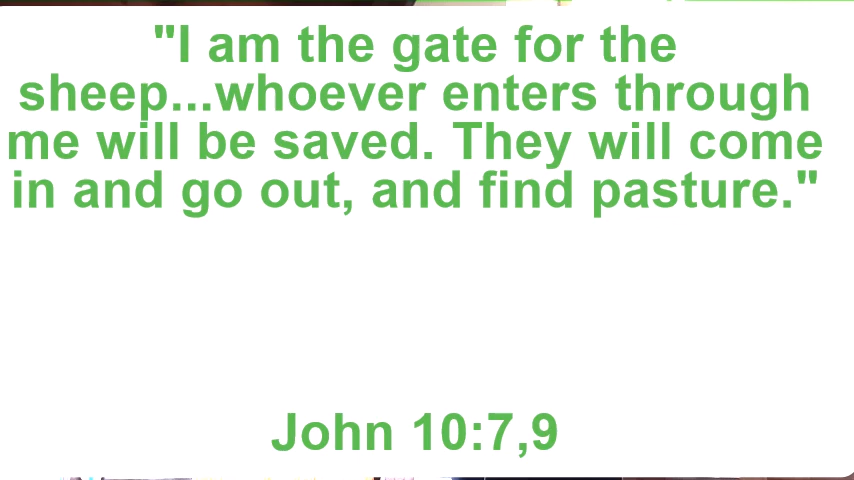 "I am the gate for the
sheep...whoever enters through
me will be saved. They will come
in and go out, and find pasture."
John 10:7,9